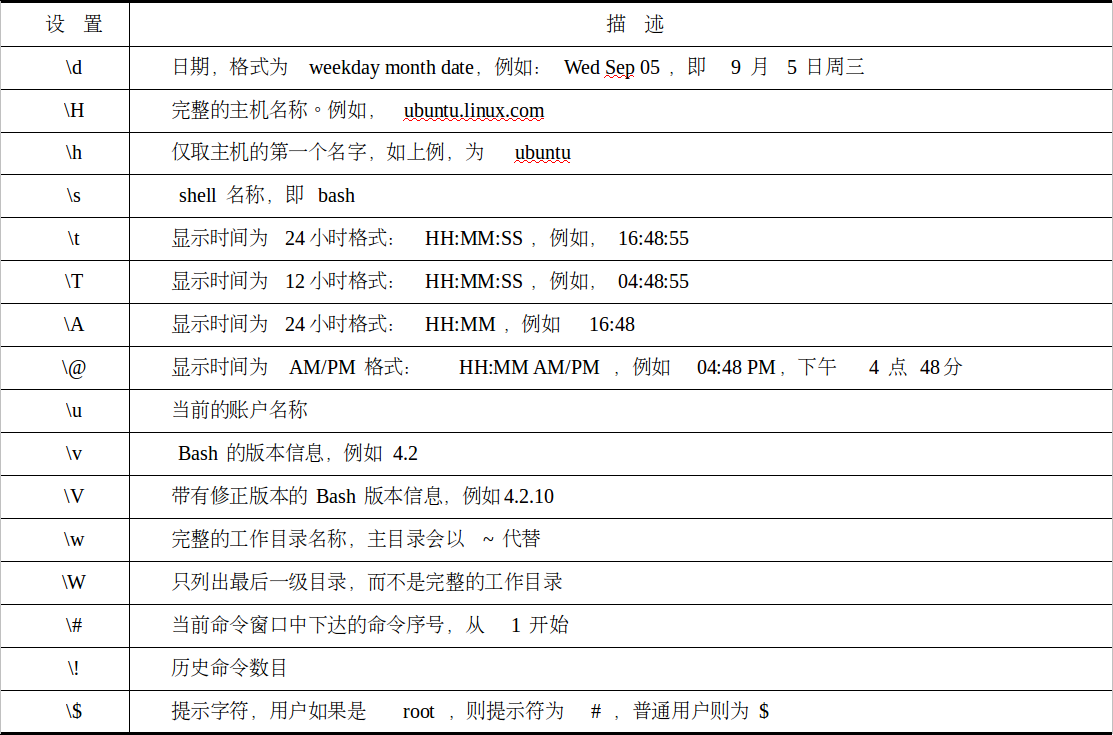 设 置 描 述
\d 日期，格式为 weekday month date，例如： Wed Sep 05 ，即 9 月 5 日周三
\H 完整的主机名称。例如， ubuntu.linux.com
\h 仅取主机的第一个名字，如上例，为 ubuntu
\s shell 名称，即 bash
\t 显示时间为 24 小时格式： HH:MM:SS ，例如， 16:48:55
\T 显示时间为 12 小时格式： HH:MM:SS ，例如， 04:48:55
\A 显示时间为 24 小时格式： HH:MM ，例如 16:48
\@ 显示时间为 AM/PM 格式： HH:MM AM/PM ，例如 04:48 PM，下午 4 点 48分
\u 当前的账户名称
\v Bash 的版本信息，例如 4.2
\V 带有修正版本的 Bash 版本信息，例如 4.2.10
\w 完整的工作目录名称，主目录会以 ~ 代替
\W 只列出最后一级目录，而不是完整的工作目录
\# 当前命令窗口中下达的命令序号，从 1 开始
\! 历史命令数目
\$ 提示字符，用户如果是 root ，则提示符为 # ，普通用户则为 $